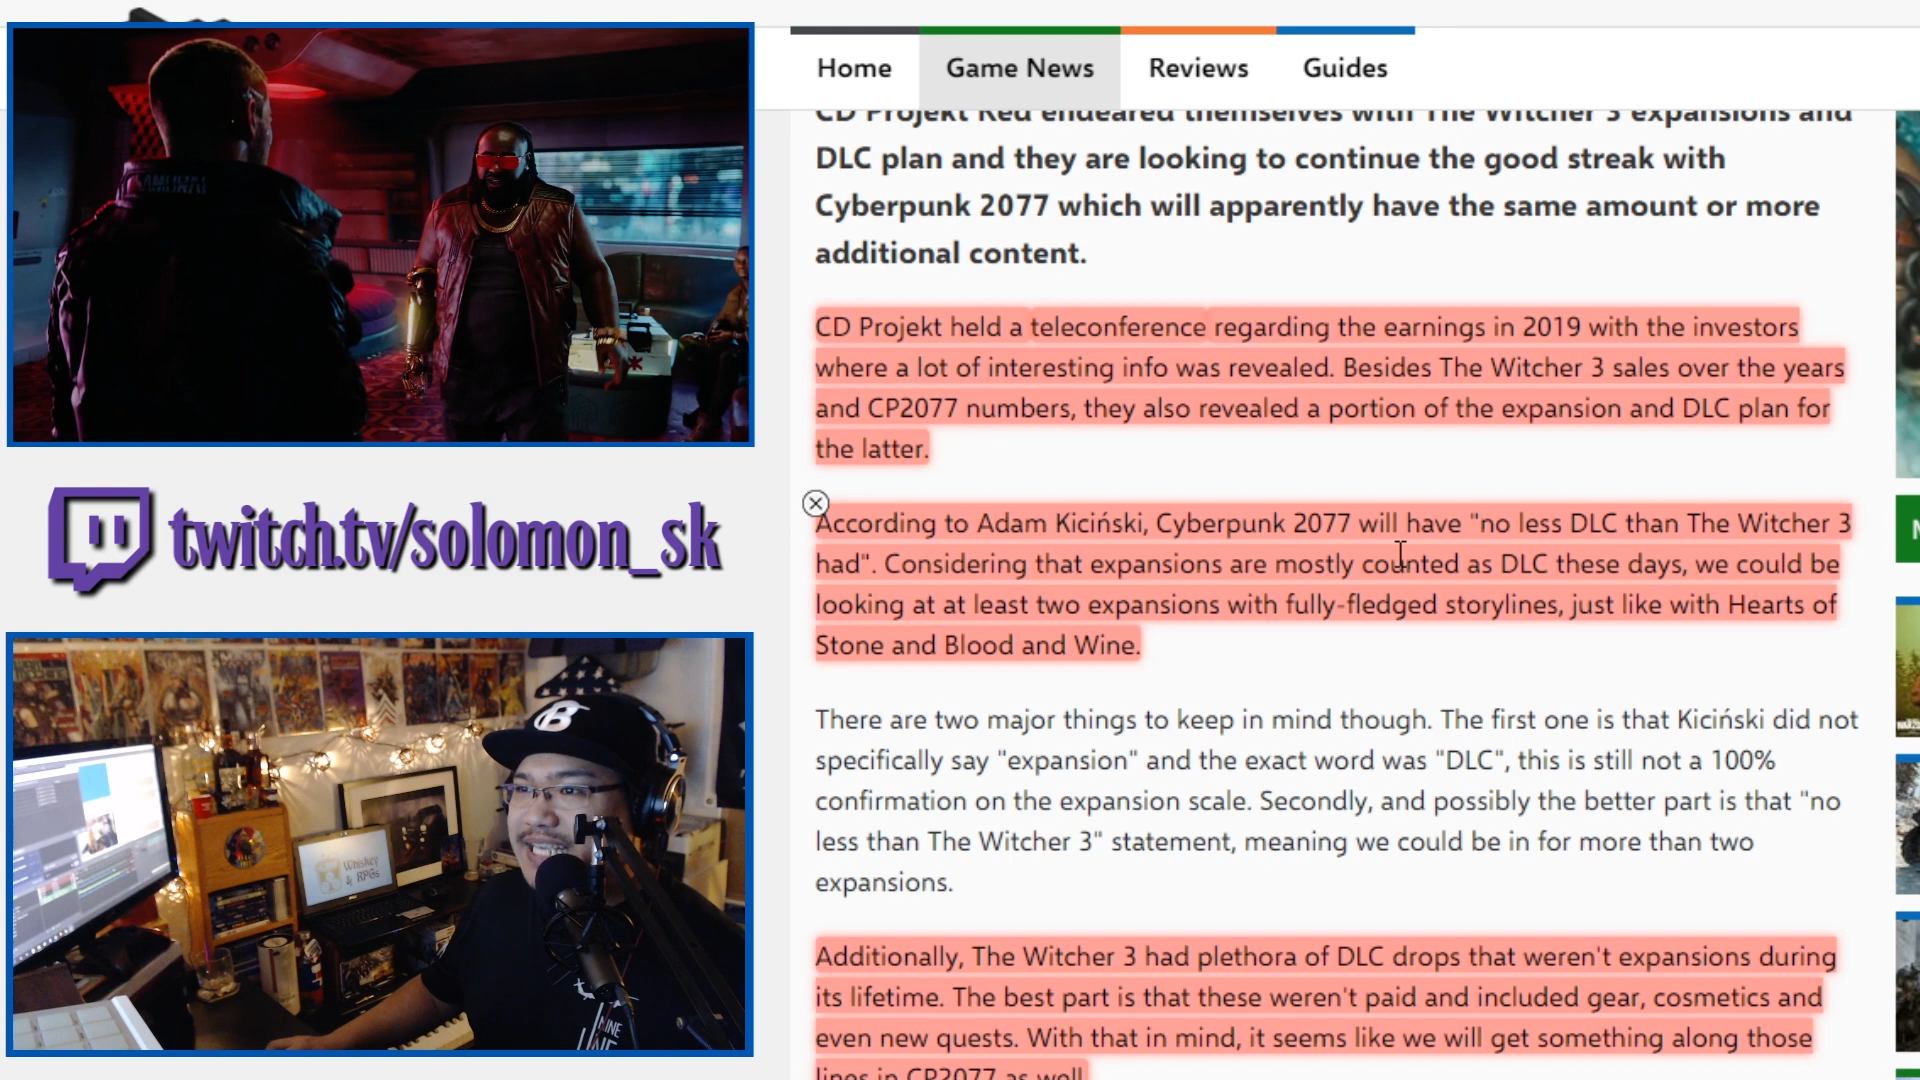 Home Game News Reviews Guides
CD Projekt Red endeared themselves with The Witcher 3 expansions and
DLC plan and they are looking to continue the good streak with
Cyberpunk 2077 which will apparently have the same amount or more
additional content.
CD Projekt held a teleconference regarding the earnings in 2019 with the investors
where a lot of interesting info was revealed. Besides The Witcher 3 sales over the years
and CP2077 numbers, they also revealed a portion of the expansion and DLC plan for
the latter.
According to Adam Kiciński, Cyberpunk 2077 will have "no less DLC than The Witcher 3
had". Considering that expansions are mostly counted as DLC these days, we could be
looking at at least two expansions with fully-fledged storylines, just like with Hearts of
Stone and Blood and Wine.
There are two major things to keep in mind though. The first one is that Kiciński did not
specifically say "expansion" and the exact word was "DLC", this is still not a 100%
confirmation on the expansion scale. Secondly, and possibly the better part is that "no
less than The Witcher 3" statement, meaning we could be in for more than two
expansions.
Additionally, The Witcher 3 had plethora of DLC drops that weren't expansions during
its lifetime. The best part is that these weren't paid and included gear, cosmetics and
even new quests. With that in mind, it seems like we will get something along those
lines in CP2077 as well
SAMURAI
twitch.tv/solomon_sk
Whiskey
& RPGs